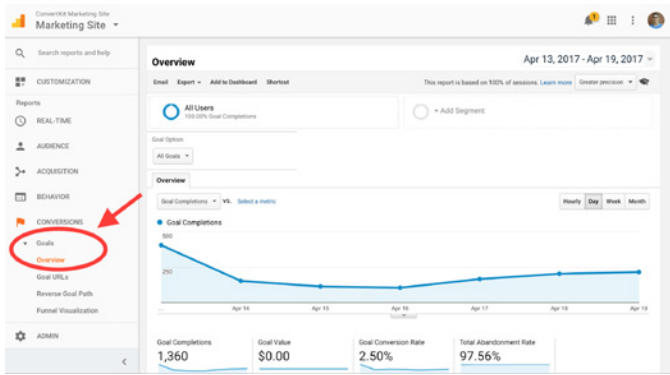 ConvertKit Marketing Site
Marketing Site
Search reports and help
CUSTOMIZATION
Reports
REAL-TIME
AUDIENCE
ACQUISITION
BEHAVIOR
CONVERSIONS
Goals
Overview
Goal URLs
Reverse Goal Path
Funnel Visualization
ADMIN
Overview
Apr 13, 2017 - Apr 19, 2017
Email Export Add to Dashboard Shortcut
This report is based on 100% of sessions. Learn more Greater precision
All Users
100.00% Goal Completions
+ Add Segment
Goal Option:
All Goals
Overview
Goal Completions VS. Select a metric
Hourly Day Week Month
Goal Completions
500
250
... Apr 14 Apr 15 Apr 16 Apr 17 Apr 18 Apr 19
Goal Completions
1,360
Goal Value
$0.00
Goal Conversion Rate
2.50%
Total Abandonment Rate
97.56%